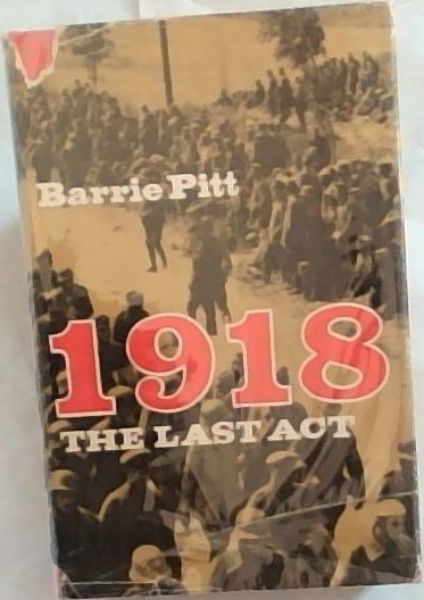 Barrie Pitt
1918
THE LAST ACT